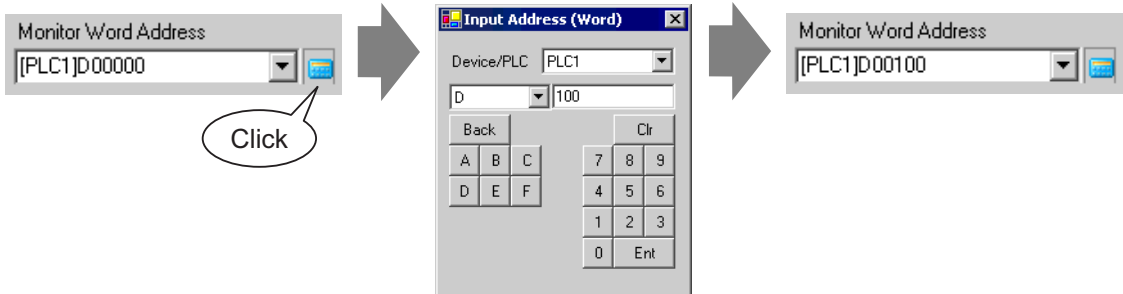 Monitor Word Address
[PLC1]D00000
Click
Input Address (Word)
Device/PLC PLC1
D 100
Back Clr
A B C 7 8 9
D E F 4 5 6
1 2 3
0 Ent
Monitor Word Address
[PLC1]D00100